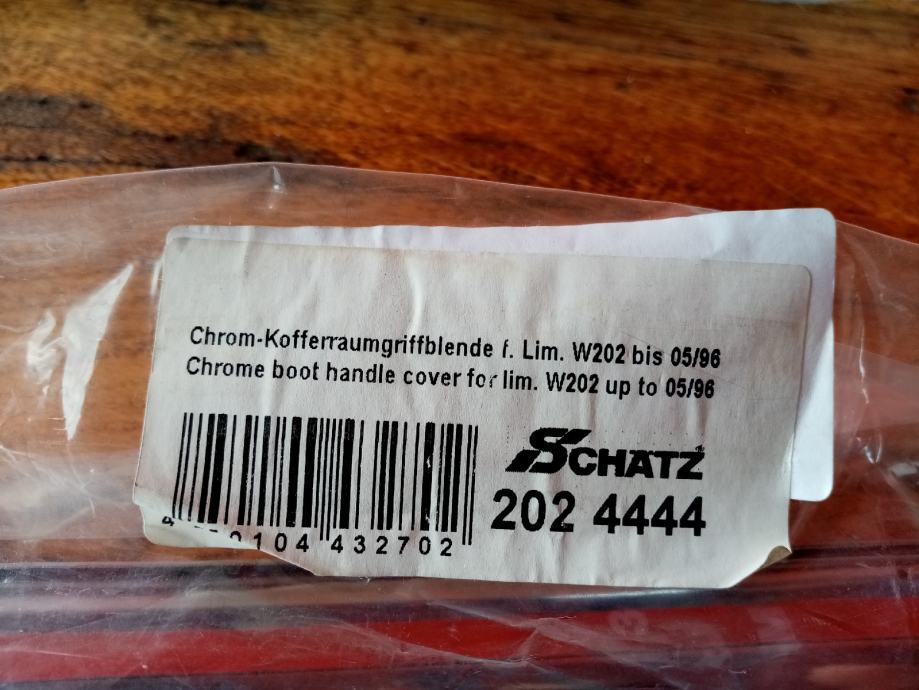 Chrom-Kofferraumgriffblende f. Lim. W202 bis 05/96
Chrome boot handle cover for lim. W202 up to 05/96
SCHATZ
202 4444
104 432702